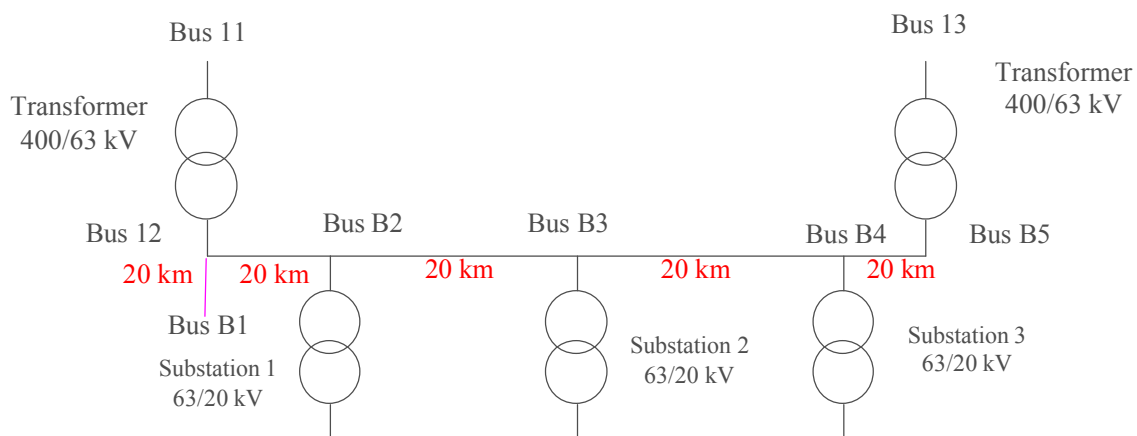 Bus 11
Bus 13
Transformer
400/63 kV
Transformer
400/63 kV
Bus 12
Bus B2
Bus B3
Bus B4
Bus B5
20 km
20 km
20 km
20 km
20 km
Bus B1
Substation 1
63/20 kV
Substation 2
63/20 kV
Substation 3
63/20 kV